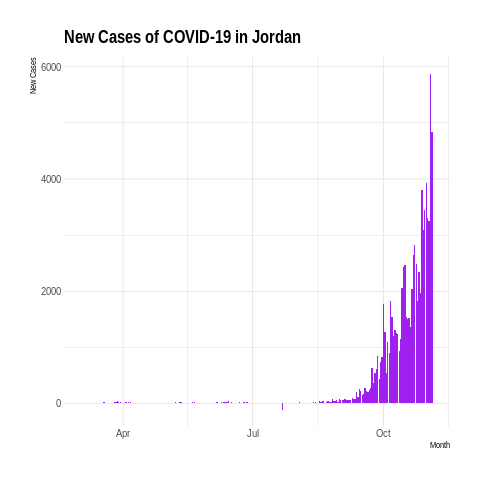 New Cases of COVID-19 in Jordan
New Cases
6000
4000
2000
0
Apr Jul Oct
Month